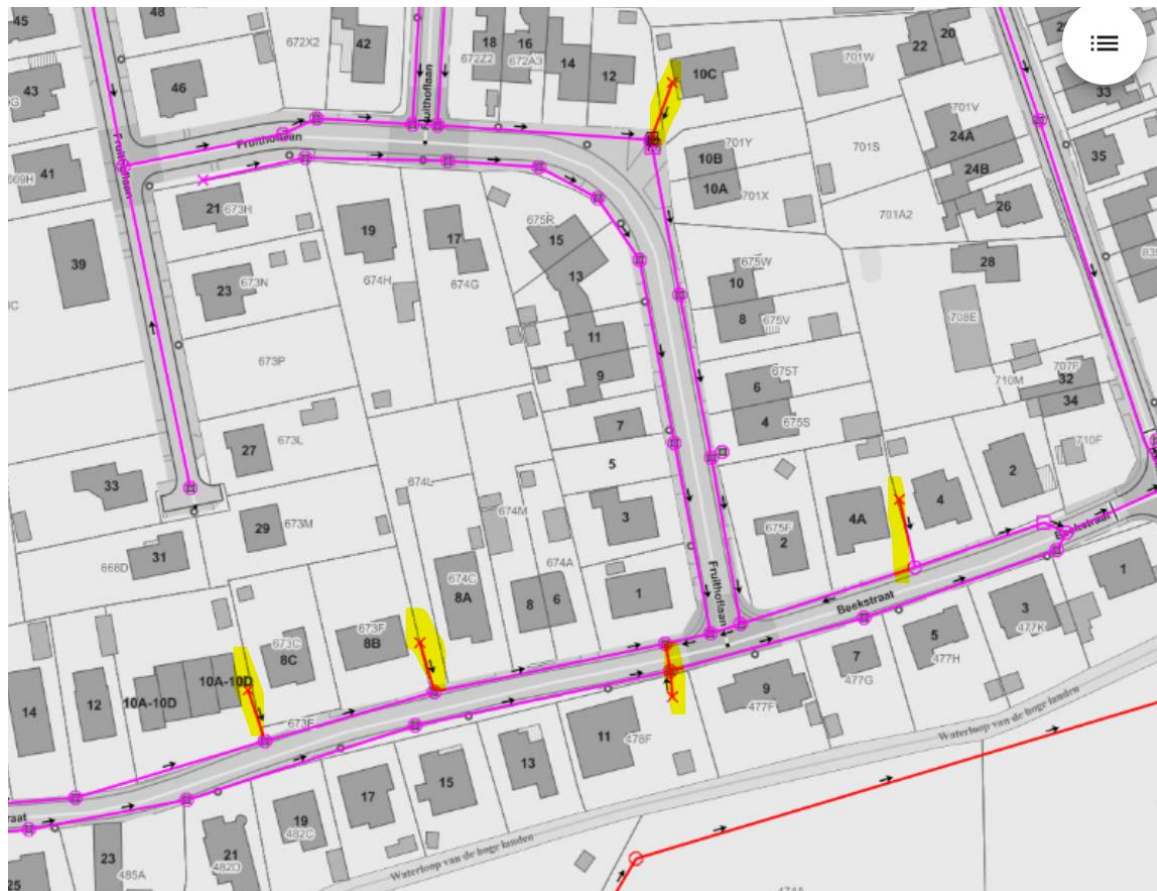 45
48
672X2
42
18
672Z2
16
672A3
14
12
10C
701W
22
20
43
46
Fruithoflaan
33
701V
24A
Fruithoflaan
Fruithoflaan
701Y
10B
10A
701X
701S
24B
35
41
21
673H
19
17
675R
15
701A2
26
39
23
673N
674H
674G
13
675W
10
28
8
675V
708E
11
673P
9
675T
6
707F
32
710M
34
7
4
675S
27
673L
5
710F
33
674L
2
29
673M
674M
3
4A
4
675F
2
Beekstraat
31
668D
674A
674C
8A
8
6
1
Fruithoflaan
1
Beekstraat
3
477K
673C
8C
673F
8B
5
477H
14
12
10A-10D
10A-10D
7
477G
9
477F
673E
11
478F
Waterloop van de hoge landen
13
15
17
19
482C
23
485A
21
482D
25
Waterloop van de hoge landen